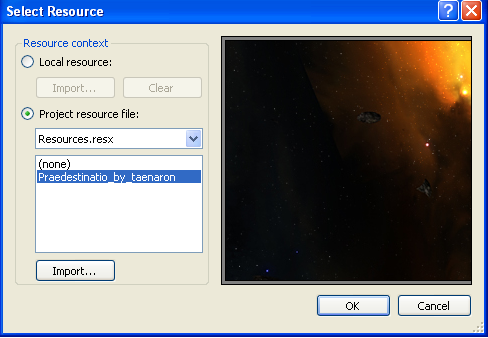 Select Resource
Resource context
Local resource:
Import...
Clear
Project resource file:
Resources.resx
(none)
Praedestinatio_by_taenaron
Import...
OK
Cancel